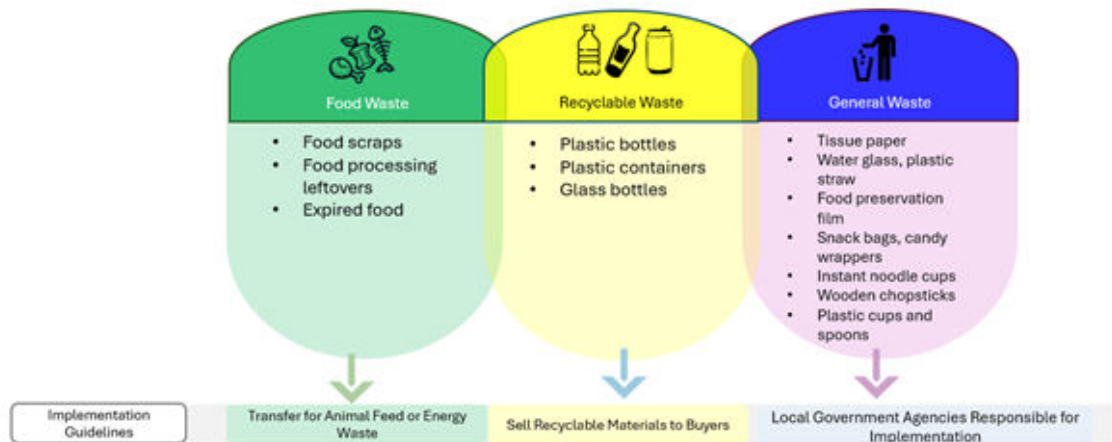 Food Waste
Recyclable Waste
General Waste
• Food scraps
• Food processing
leftovers
• Expired food
• Plastic bottles
• Plastic containers
• Glass bottles
• Tissue paper
• Water glass, plastic
straw
• Food preservation
film
• Snack bags, candy
wrappers
• Instant noodle cups
• Wooden chopsticks
• Plastic cups and
spoons
Implementation
Guidelines
Transfer for Animal Feed or Energy
Waste
Sell Recyclable Materials to Buyers
Local Government Agencies Responsible for
Implementation